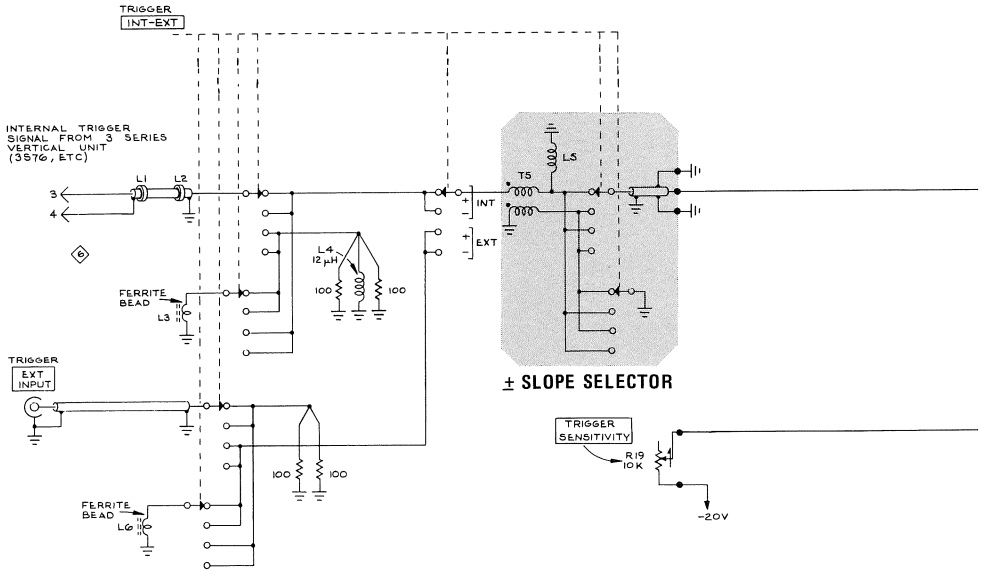 TRIGGER
INT-EXT
INTERNAL TRIGGER
SIGNAL FROM 3 SERIES
VERTICAL UNIT
(3S76, ETC)
L1
L2
3
4
6
L5
T5
+
-
INT
+
-
EXT
L4
12 µH
100
100
FERRITE
BEAD
L3
TRIGGER
EXT
INPUT
± SLOPE SELECTOR
TRIGGER
SENSITIVITY
R19
10K
-20V
100
100
FERRITE
BEAD
L6